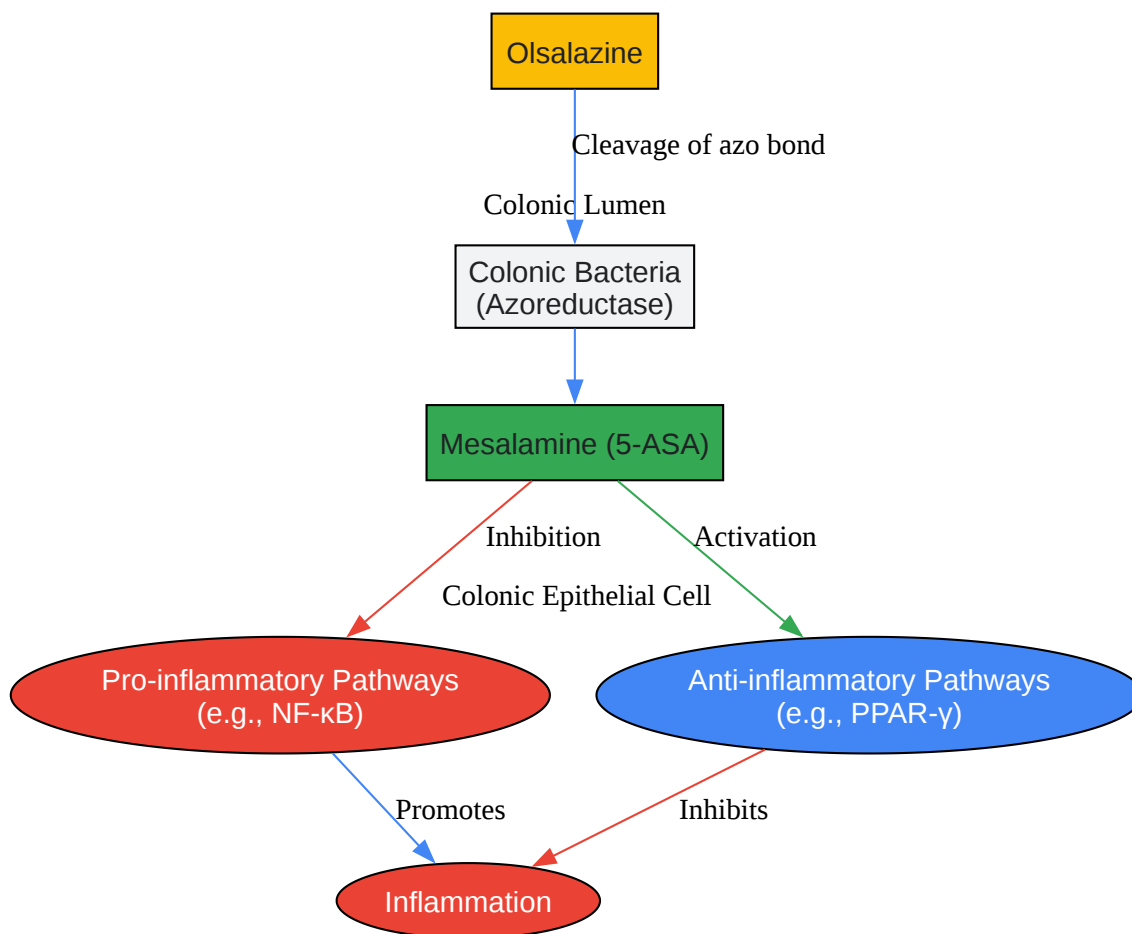 Olsalazine
Cleavage of azo bond
Colonic Lumen
Colonic Bacteria
(Azoreductase)
Mesalamine (5-ASA)
Inhibition
Activation
Colonic Epithelial Cell
Pro-inflammatory Pathways
(e.g., NF-κB)
Anti-inflammatory Pathways
(e.g., PPAR-γ)
Promotes
Inhibits
Inflammation